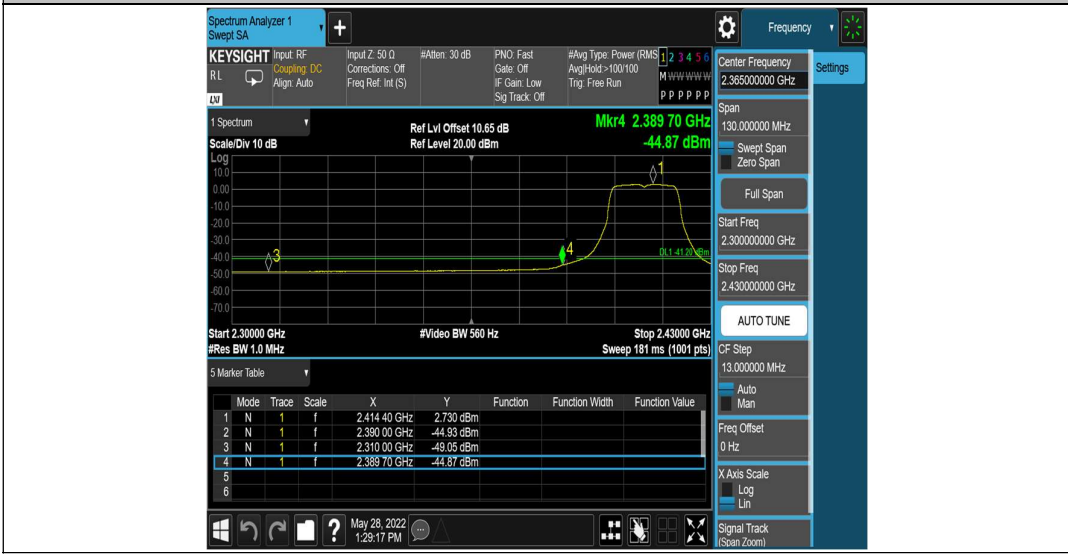 Spectrum Analyzer 1
Swept SA
+
Frequency
KEYSIGHT Input: RF
RL
Coupling: DC
Align: Auto
LXI
Input Z: 50 Ω
Corrections: Off
Freq Ref: Int (S)
#Atten: 30 dB
PNO: Fast
Gate: Off
IF Gain: Low
Sig Track: Off
#Avg Type: Power (RMS
Avg|Hold:>100/100
Trig: Free Run
1 2 3 4 5 6
M W W W W W
P P P P P P
1 Spectrum
Scale/Div 10 dB
Ref Lvl Offset 10.65 dB
Ref Level 20.00 dBm
Mkr4 2.389 70 GHz
-44.87 dBm
Log
10.0
0.00
-10.0
-20.0
-30.0
-40.0
-50.0
-60.0
-70.0
1
3
4
DL1 -41.20 dBm
Start 2.30000 GHz
#Res BW 1.0 MHz
#Video BW 560 Hz
Stop 2.43000 GHz
Sweep 181 ms (1001 pts)
5 Marker Table
Mode Trace Scale X Y Function Function Width Function Value
1 N 1 f 2.414 40 GHz 2.730 dBm
2 N 1 f 2.390 00 GHz -44.93 dBm
3 N 1 f 2.310 00 GHz -49.05 dBm
4 N 1 f 2.389 70 GHz -44.87 dBm
5
6
?
May 28, 2022
1:29:17 PM
Center Frequency
2.365000000 GHz
Settings
Span
130.000000 MHz
Swept Span
Zero Span
Full Span
Start Freq
2.300000000 GHz
Stop Freq
2.430000000 GHz
AUTO TUNE
CF Step
13.000000 MHz
Auto
Man
Freq Offset
0 Hz
X Axis Scale
Log
Lin
Signal Track
(Span Zoom)